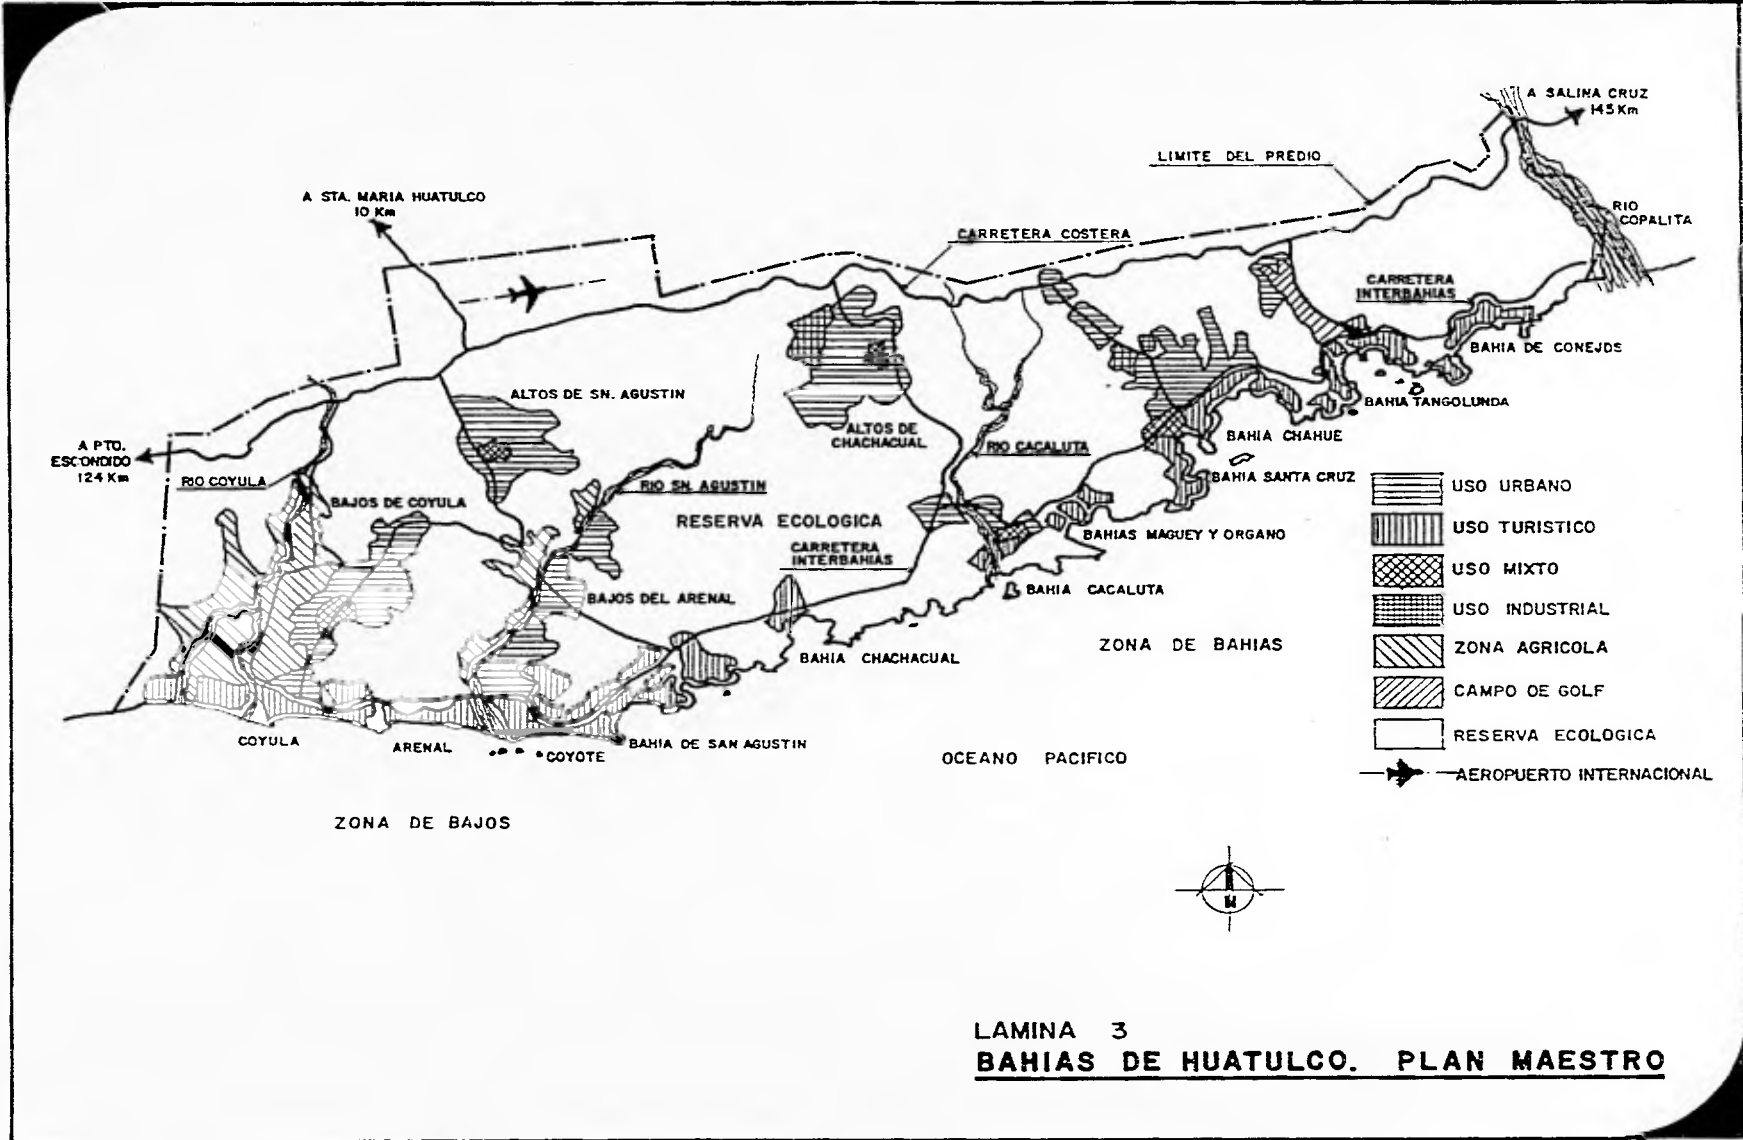 A SALINA CRUZ
145 Km
LIMITE DEL PREDIO
A STA. MARIA HUATULCO
10 Km
RIO
COPALITA
CARRETERA COSTERA
CARRETERA
INTERBAHIAS
BAHIA DE CONEJOS
ALTOS DE SN. AGUSTIN
BAHIA TANGOLUNDA
ALTOS DE
CHACHACUAL
BAHIA CHAHUE
A PTO.
ESCONDIDO
124 Km
RIO CACALUTA
RIO COYULA
RIO SN. AGUSTIN
BAHIA SANTA CRUZ
BAJOS DE COYULA
RESERVA ECOLOGICA
BAHIAS MAGUEY Y ORGANO
CARRETERA
INTERBAHIAS
BAJOS DEL ARENAL
BAHIA CACALUTA
ZONA DE BAHIAS
BAHIA CHACHACUAL
COYULA
ARENAL
COYOTE
BAHIA DE SAN AGUSTIN
OCEANO PACIFICO
ZONA DE BAJOS
USO URBANO
USO TURISTICO
USO MIXTO
USO INDUSTRIAL
ZONA AGRICOLA
CAMPO DE GOLF
RESERVA ECOLOGICA
AEROPUERTO INTERNACIONAL
LAMINA 3
BAHIAS DE HUATULCO. PLAN MAESTRO